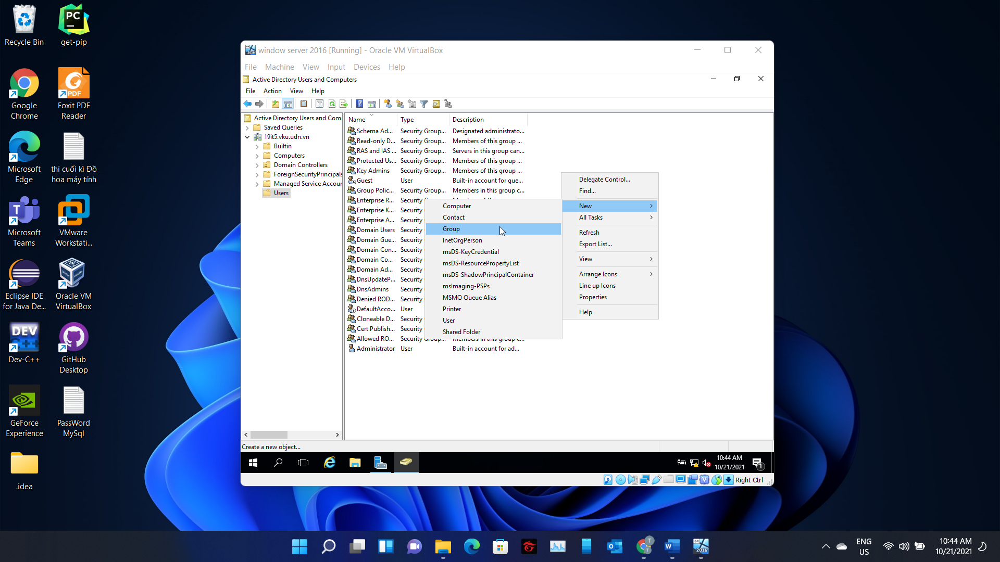 Recycle Bin
get-pip
Google
Chrome
Foxit PDF
Reader
Microsoft
Edge
thi cuối kì Đồ
họa máy tính
Microsoft
Teams
VMware
Workstati...
Eclipse IDE
for Java De...
Oracle VM
VirtualBox
Dev-C++
GitHub
Desktop
GeForce
Experience
PassWord
MySql
.idea
window server 2016 [Running] - Oracle VM VirtualBox
File Machine View Input Devices Help
Active Directory Users and Computers
File Action View Help
Active Directory Users and Com
Saved Queries
19it5.vku.udn.vn
Builtin
Computers
Domain Controllers
ForeignSecurityPrincipals
Managed Service Accoun
Users
Name Type Description
Schema Ad... Security Group... Designated administrato...
Read-only D... Security Group... Members of this group ...
RAS and IAS ... Security Group... Servers in this group can...
Protected Us... Security Group... Members of this group ...
Key Admins Security Group... Members of this group ...
Guest User Built-in account for gue...
Group Polic... Security Group... Members in this group c...
Enterprise R... Security
Enterprise K... Security
Enterprise A... Security
Domain Users Security
Domain Gue... Security
Domain Con... Security
Domain Co... Security
Domain Ad... Security
DnsUpdateP... Security
DnsAdmins Security
Denied ROD... Security
DefaultAcco... User
Cloneable D... Security
Cert Publish... Security
Allowed RO... Security Group... Members in this group c...
Administrator User Built-in account for ad...
Computer
Contact
Group
InetOrgPerson
msDS-KeyCredential
msDS-ResourcePropertyList
msDS-ShadowPrincipalContainer
msImaging-PSPs
MSMQ Queue Alias
Printer
User
Shared Folder
Delegate Control...
Find...
New
All Tasks
Refresh
Export List...
View
Arrange Icons
Line up Icons
Properties
Help
Create a new object...
10:44 AM
10/21/2021
1
Right Ctrl
ENG
US
10:44 AM
10/21/2021